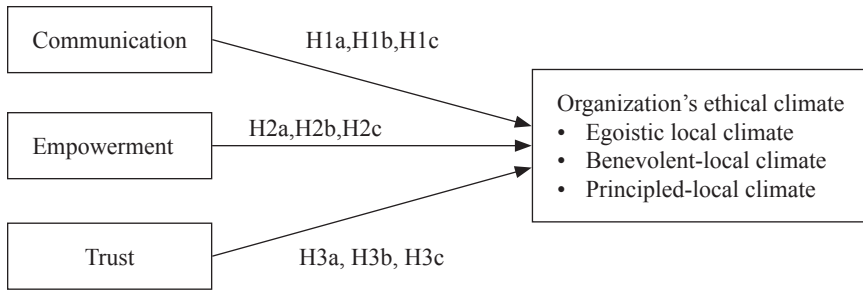 Communication
H1a,H1b,H1c
Organization’s ethical climate
• Egoistic local climate
Empowerment
H2a,H2b,H2c
• Benevolent-local climate
• Principled-local climate
Trust
H3a, H3b, H3c